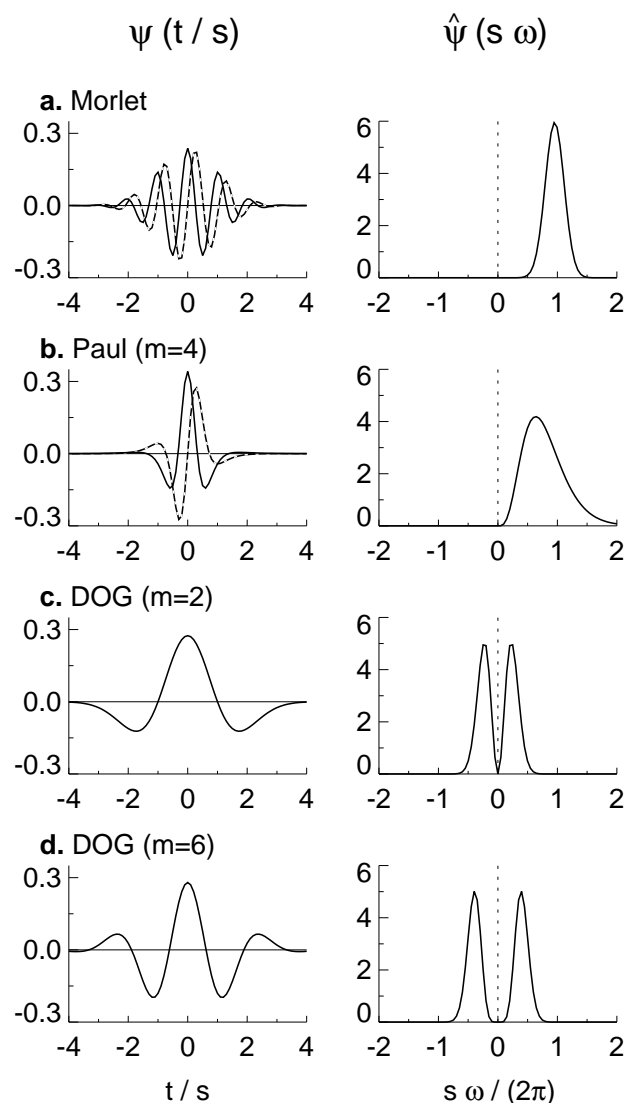 ψ (t / s)
ψ̂ (s ω)
a. Morlet
0.3
0.0
-0.3
-4 -2 0 2 4
6
4
2
0
-2 -1 0 1 2
b. Paul (m=4)
0.3
0.0
-0.3
-4 -2 0 2 4
6
4
2
0
-2 -1 0 1 2
c. DOG (m=2)
0.3
0.0
-0.3
-4 -2 0 2 4
6
4
2
0
-2 -1 0 1 2
d. DOG (m=6)
0.3
0.0
-0.3
-4 -2 0 2 4
t / s
6
4
2
0
-2 -1 0 1 2
s ω / (2π)